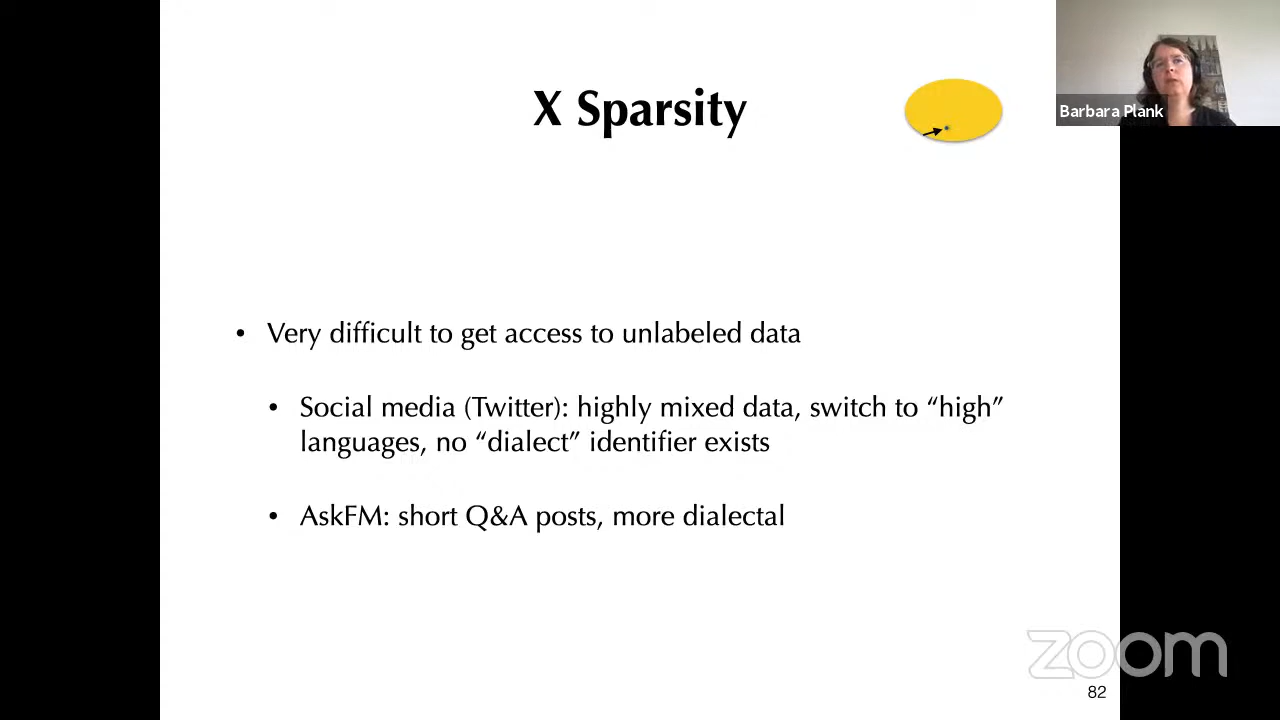 X Sparsity
Barbara Plank
• Very difficult to get access to unlabeled data
• Social media (Twitter): highly mixed data, switch to “high”
languages, no “dialect” identifier exists
• AskFM: short Q&A posts, more dialectal
zoom
82